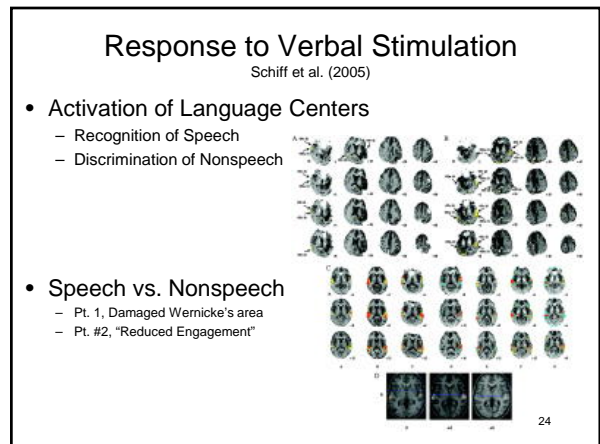 Response to Verbal Stimulation
Schiff et al. (2005)
• Activation of Language Centers
– Recognition of Speech
– Discrimination of Nonspeech
A
B
• Speech vs. Nonspeech
– Pt. 1, Damaged Wernicke's area
– Pt. #2, “Reduced Engagement”
C
D
24